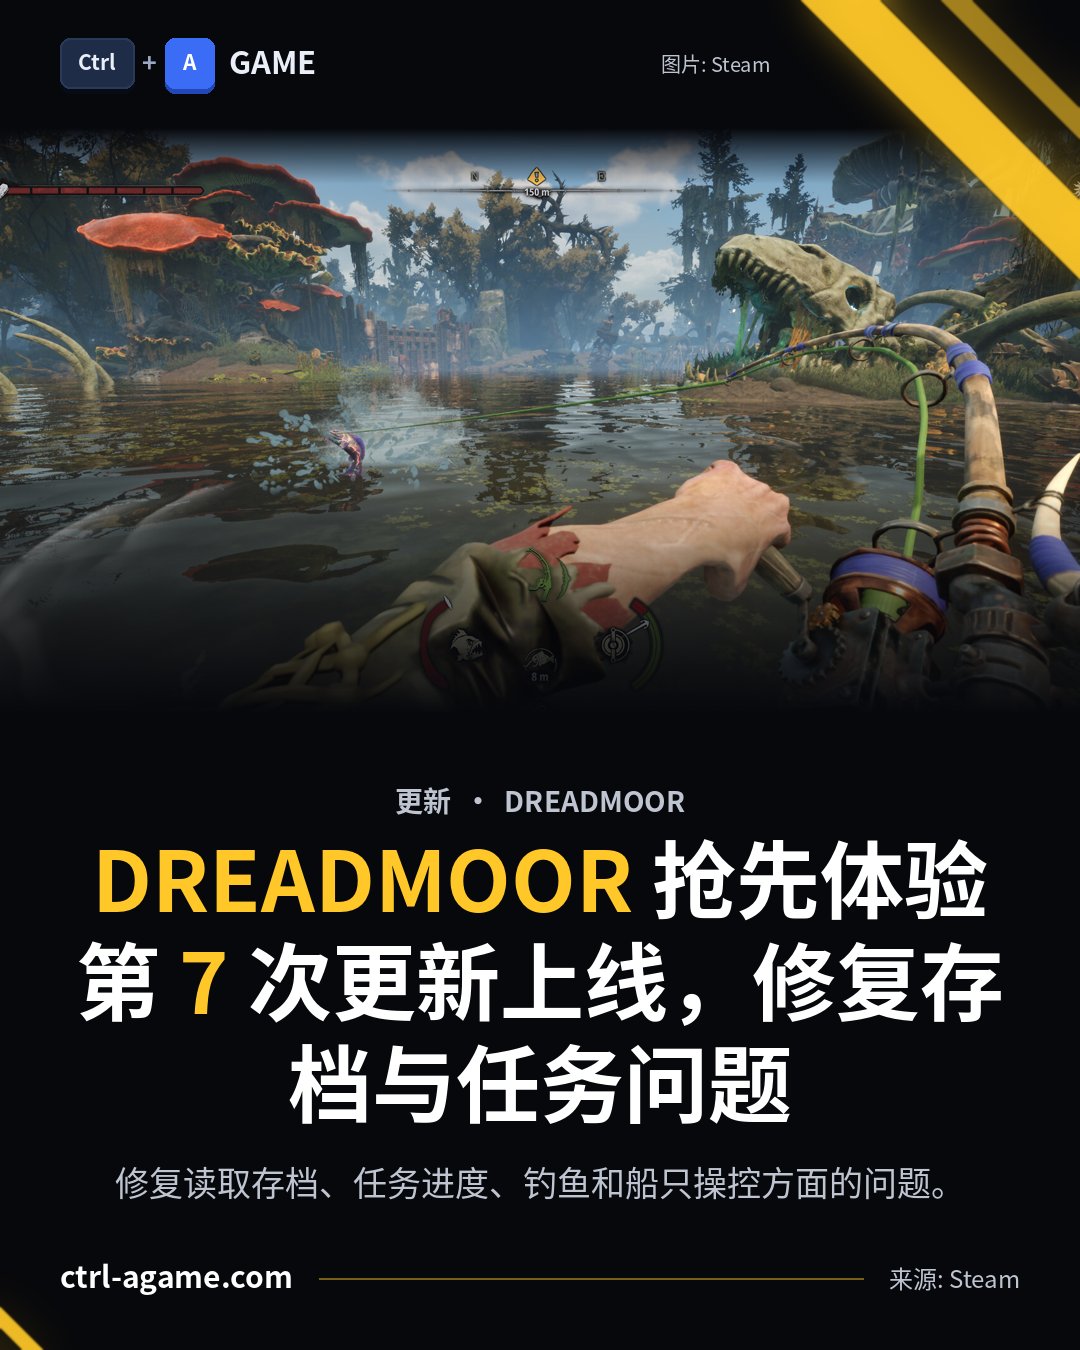 Ctrl + A GAME
图片: Steam
N
150 m
8 m
更新 · DREADMOOR
DREADMOOR 抢先体验
第 7 次更新上线，修复存
档与任务问题
修复读取存档、任务进度、钓鱼和船只操控方面的问题。
ctrl-agame.com
来源: Steam